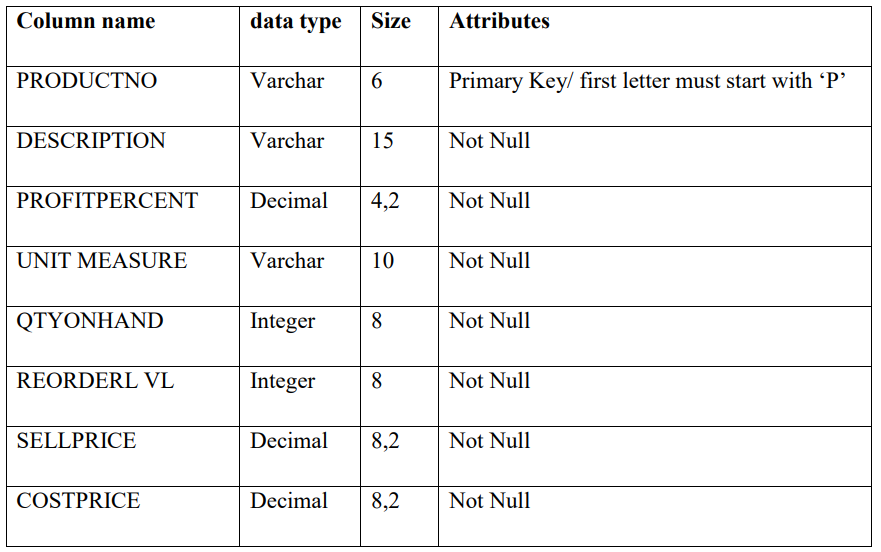 Column name data type Size Attributes
PRODUCTNO Varchar 6 Primary Key/ first letter must start with ‘P’
DESCRIPTION Varchar 15 Not Null
PROFITPERCENT Decimal 4,2 Not Null
UNIT MEASURE Varchar 10 Not Null
QTYONHAND Integer 8 Not Null
REORDERL VL Integer 8 Not Null
SELLPRICE Decimal 8,2 Not Null
COSTPRICE Decimal 8,2 Not Null